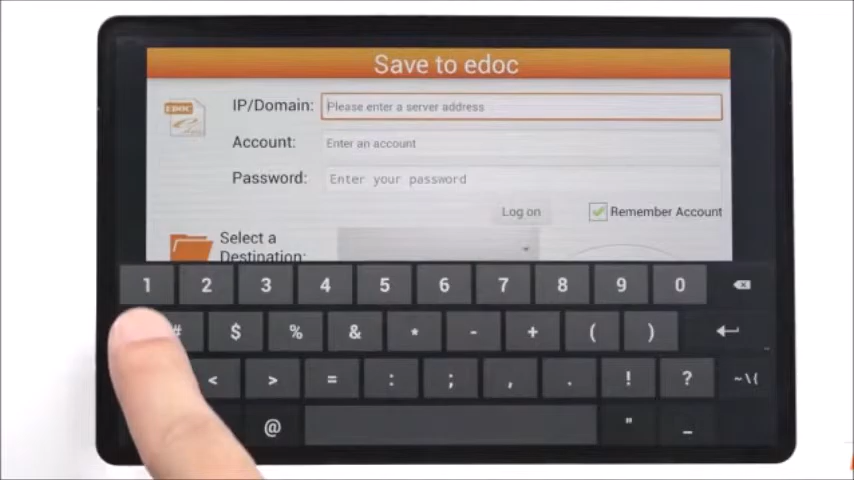 Save to edoc
EDOC
IP/Domain: Please enter a server address
Account: Enter an account
Password: Enter your password
Log on Remember Account
Select a
Destination:
1 2 3 4 5 6 7 8 9 0
# $ % & * - + ( )
< > = : ; , . ! ? ~\{
@ " _